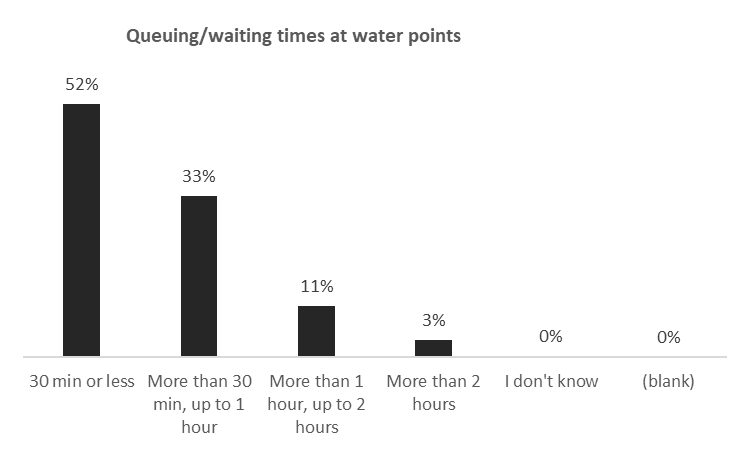 Queuing/waiting times at water points
52%
33%
11%
3%
0%
0%
30 min or less
More than 30
min, up to 1
hour
More than 1
hour, up to 2
hours
More than 2
hours
I don't know
(blank)